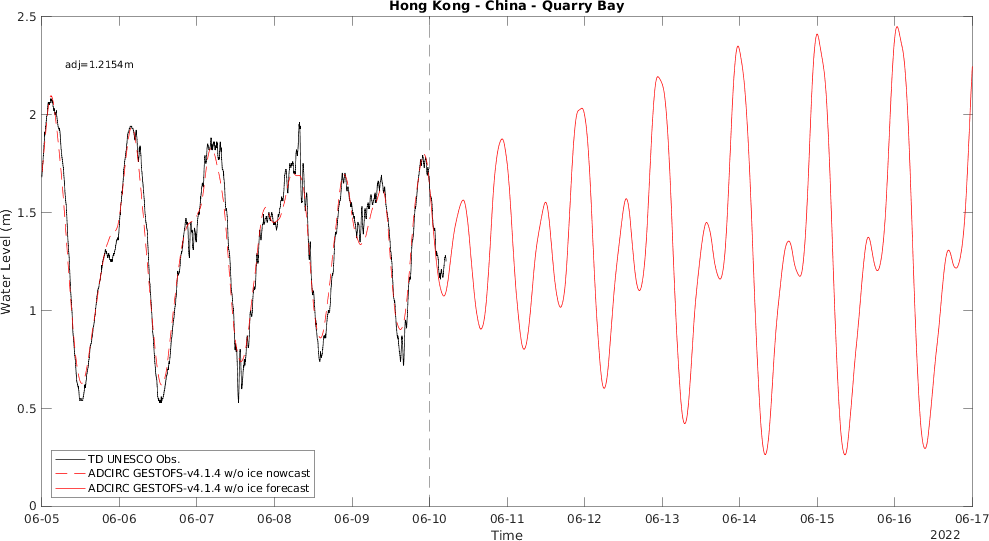 Hong Kong - China - Quarry Bay
adj=1.2154m
2.5
2
1.5
1
0.5
0
Water Level (m)
TD UNESCO Obs.
ADCIRC GESTOFS-v4.1.4 w/o ice nowcast
ADCIRC GESTOFS-v4.1.4 w/o ice forecast
06-05 06-06 06-07 06-08 06-09 06-10 06-11 06-12 06-13 06-14 06-15 06-16 06-17
Time
2022